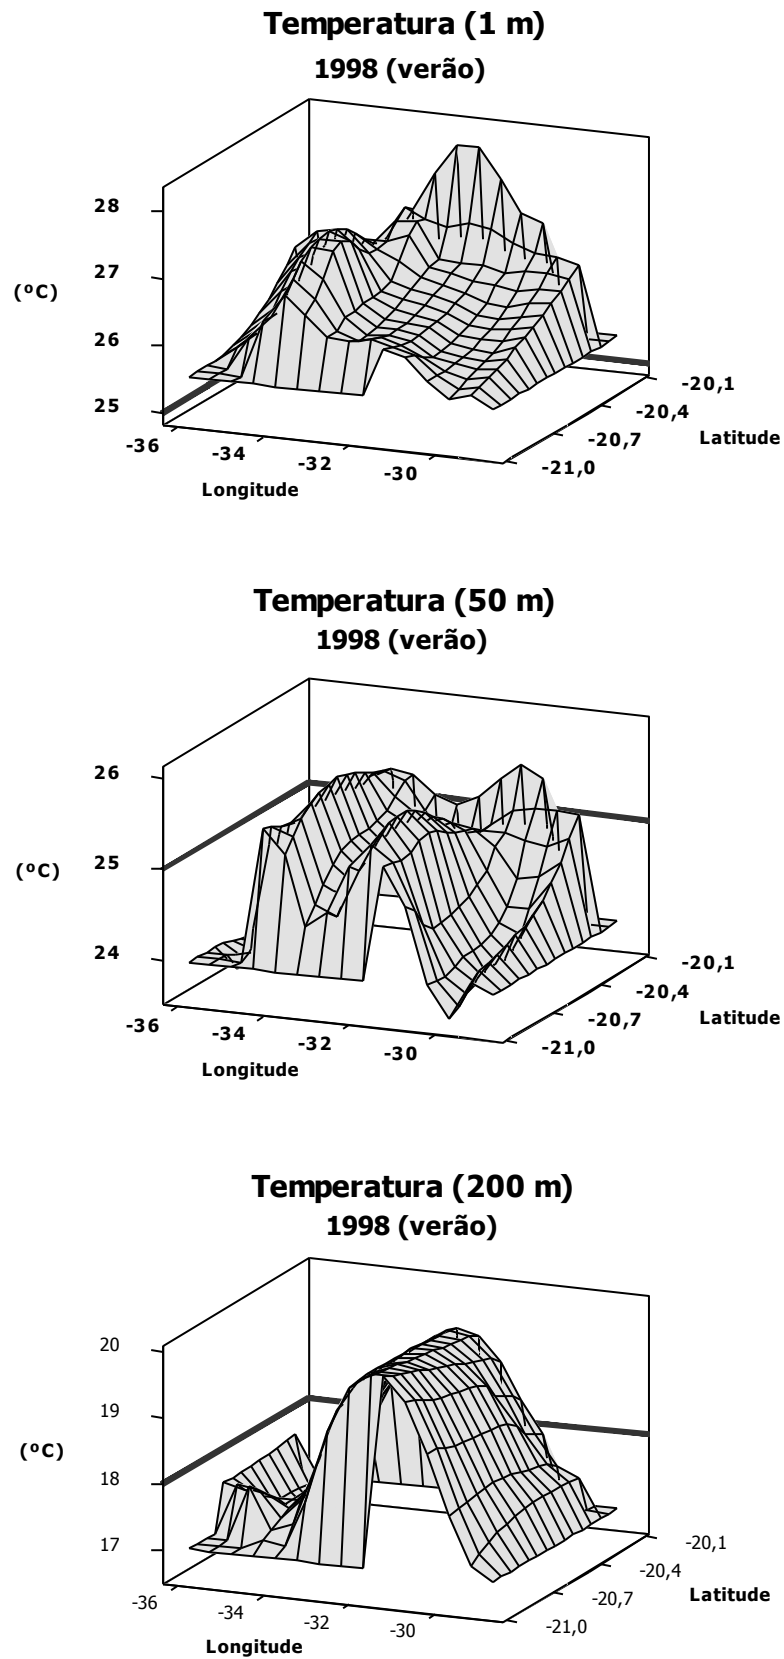 Temperatura (1 m)
1998 (verão)
28
27
(ºC)
26
25
-36
-34
-32
-30
Longitude
-20,1
-20,4
-20,7
-21,0
Latitude
Temperatura (50 m)
1998 (verão)
26
25
(ºC)
24
-36
-34
-32
-30
Longitude
-20,1
-20,4
-20,7
-21,0
Latitude
Temperatura (200 m)
1998 (verão)
20
19
(ºC)
18
17
-36
-34
-32
-30
Longitude
-20,1
-20,4
-20,7
-21,0
Latitude